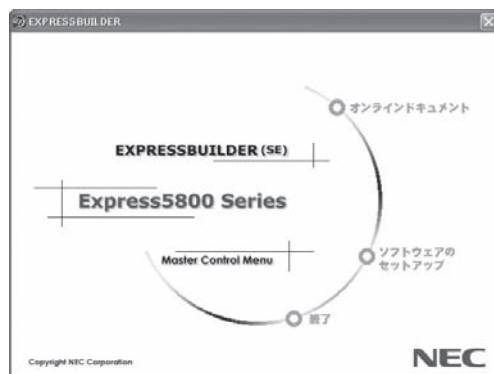 EXPRESSBUILDER
オンラインドキュメント
EXPRESSBUILDER (SE)
Express5800 Series
ソフトウェアの
セットアップ
Master Control Menu
終了
Copyright NEC Corporation
NEC